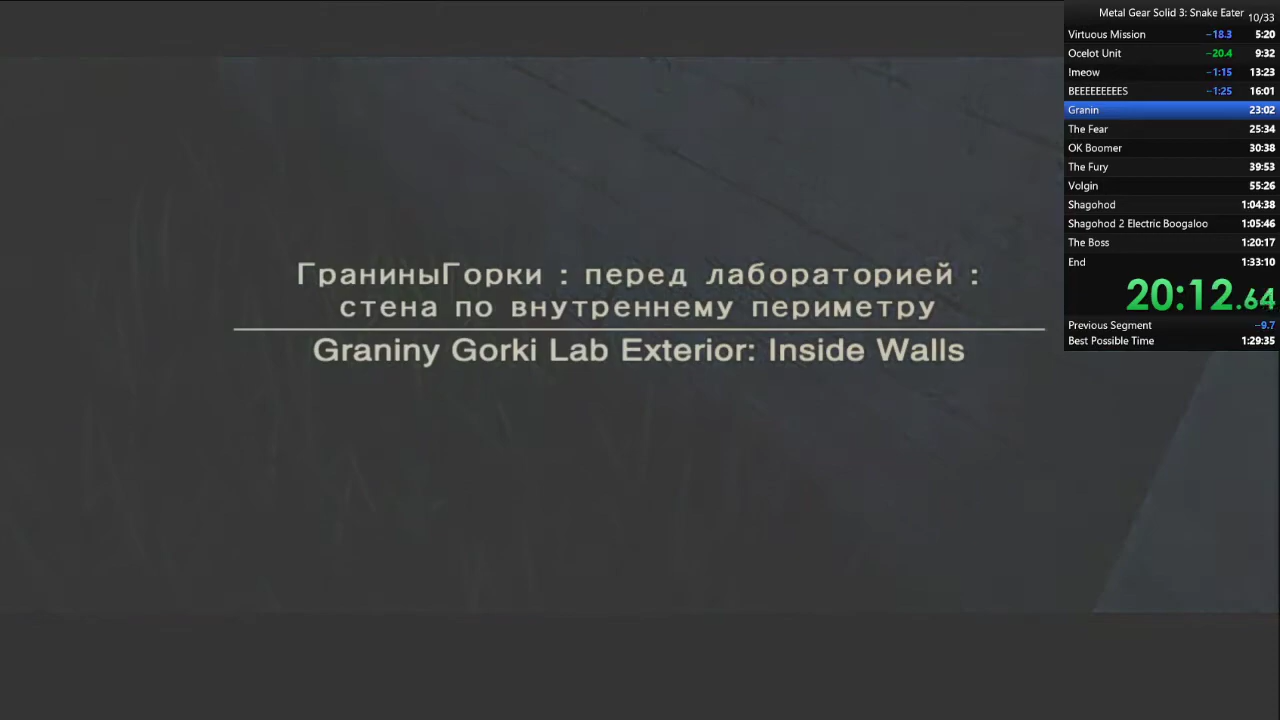 ГраниныГорки : перед лабораторией :
стена по внутреннему периметру
Graniny Gorki Lab Exterior: Inside Walls
Metal Gear Solid 3: Snake Eater 10/33
Virtuous Mission -18.3 5:20
Ocelot Unit -20.4 9:32
!meow -1:15 13:23
BEEEEEEEEES -1:25 16:01
Granin 23:02
The Fear 25:34
OK Boomer 30:38
The Fury 39:53
Volgin 55:26
Shagohod 1:04:38
Shagohod 2 Electric Boogaloo 1:05:46
The Boss 1:20:17
End 1:33:10
20:12.64
Previous Segment -9.7
Best Possible Time 1:29:35